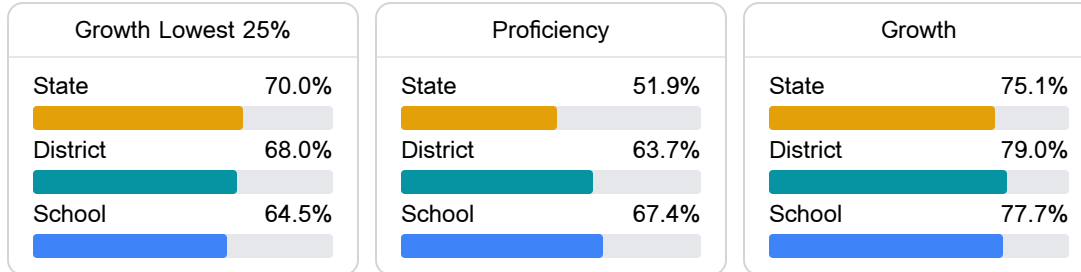 Growth Lowest 25%
State 70.0%
District 68.0%
School 64.5%
Proficiency
State 51.9%
District 63.7%
School 67.4%
Growth
State 75.1%
District 79.0%
School 77.7%